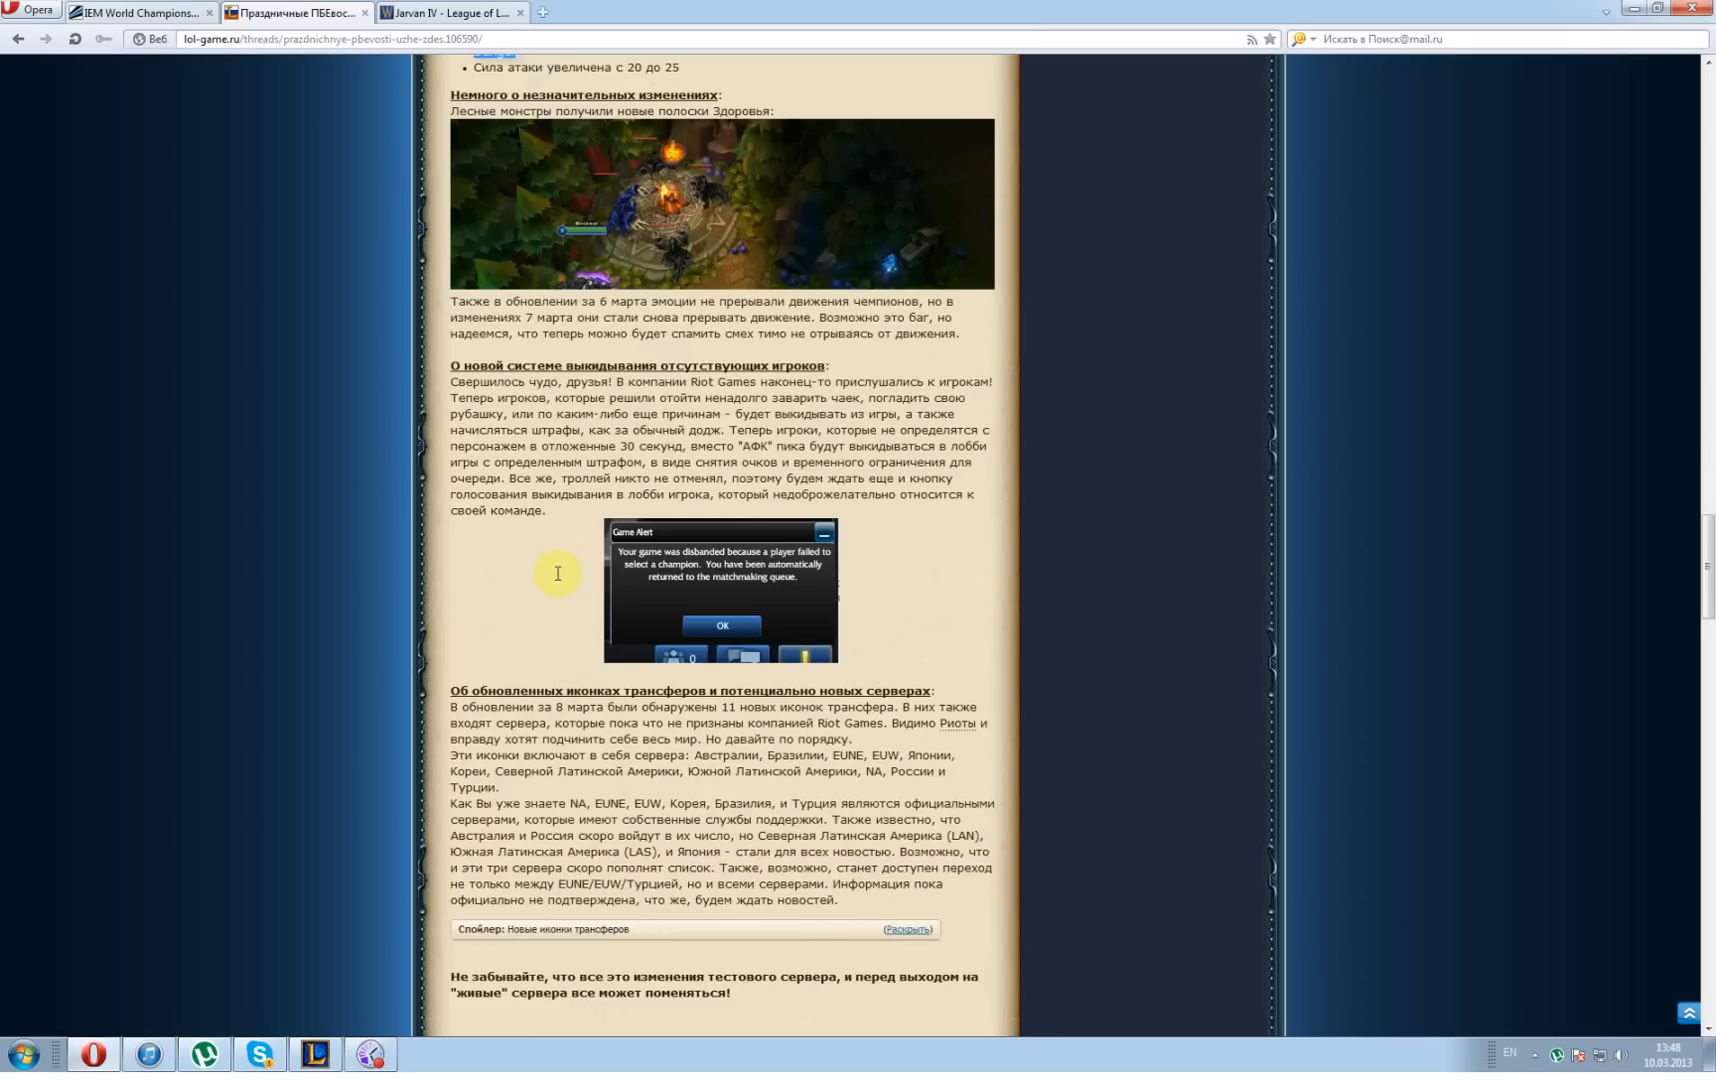 Opera
IEM World Champions...
Праздничные ПБЕвос...
Jarvan IV - League of L...
Веб
lol-game.ru/threads/prazdnichnye-pbevosti-uzhe-zdes.106590/
Искать в Поиск@mail.ru
• Сила атаки увеличена с 20 до 25
Немного о незначительных изменениях:
Лесные монстры получили новые полоски Здоровья:
Также в обновлении за 6 марта эмоции не прерывали движения чемпионов, но в
изменениях 7 марта они стали снова прерывать движение. Возможно это баг, но
надеемся, что теперь можно будет спамить смех тимо не отрываясь от движения.
О новой системе выкидывания отсутствующих игроков:
Свершилось чудо, друзья! В компании Riot Games наконец-то прислушались к игрокам!
Теперь игроков, которые решили отойти ненадолго заварить чаек, погладить свою
рубашку, или по каким-либо еще причинам - будет выкидывать из игры, а также
начисляться штрафы, как за обычный додж. Теперь игроки, которые не определятся с
персонажем в отложенные 30 секунд, вместо "АФК" пика будут выкидываться в лобби
игры с определенным штрафом, в виде снятия очков и временного ограничения для
очереди. Все же, троллей никто не отменял, поэтому будем ждать еще и кнопку
голосования выкидывания в лобби игрока, который недоброжелательно относится к
своей команде.
Game Alert
Your game was disbanded because a player failed to
select a champion. You have been automatically
returned to the matchmaking queue.
OK
0
Об обновленных иконках трансферов и потенциально новых серверах:
В обновлении за 8 марта были обнаружены 11 новых иконок трансфера. В них также
входят сервера, которые пока что не признаны компанией Riot Games. Видимо Риоты и
вправду хотят подчинить себе весь мир. Но давайте по порядку.
Эти иконки включают в себя сервера: Австралии, Бразилии, EUNE, EUW, Японии,
Кореи, Северной Латинской Америки, Южной Латинской Америки, NA, России и
Турции.
Как Вы уже знаете NA, EUNE, EUW, Корея, Бразилия, и Турция являются официальными
серверами, которые имеют собственные службы поддержки. Также известно, что
Австралия и Россия скоро войдут в их число, но Северная Латинская Америка (LAN),
Южная Латинская Америка (LAS), и Япония - стали для всех новостью. Возможно, что
и эти три сервера скоро пополнят список. Также, возможно, станет доступен переход
не только между EUNE/EUW/Турцией, но и всеми серверами. Информация пока
официально не подтверждена, что же, будем ждать новостей.
Спойлер: Новые иконки трансферов
(Раскрыть)
Не забывайте, что все это изменения тестового сервера, и перед выходом на
"живые" сервера все может поменяться!
EN
13:48
10.03.2013